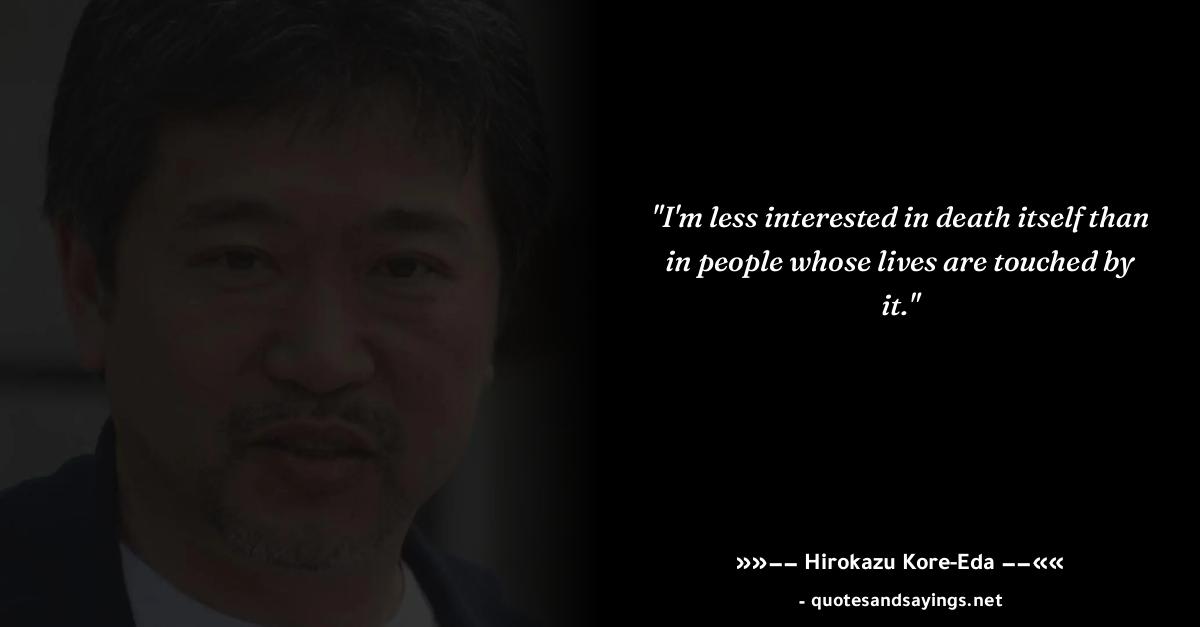 "I'm less interested in death itself than
in people whose lives are touched by
it."
»»–– Hirokazu Kore-Eda ––««
- quotesandsayings.net